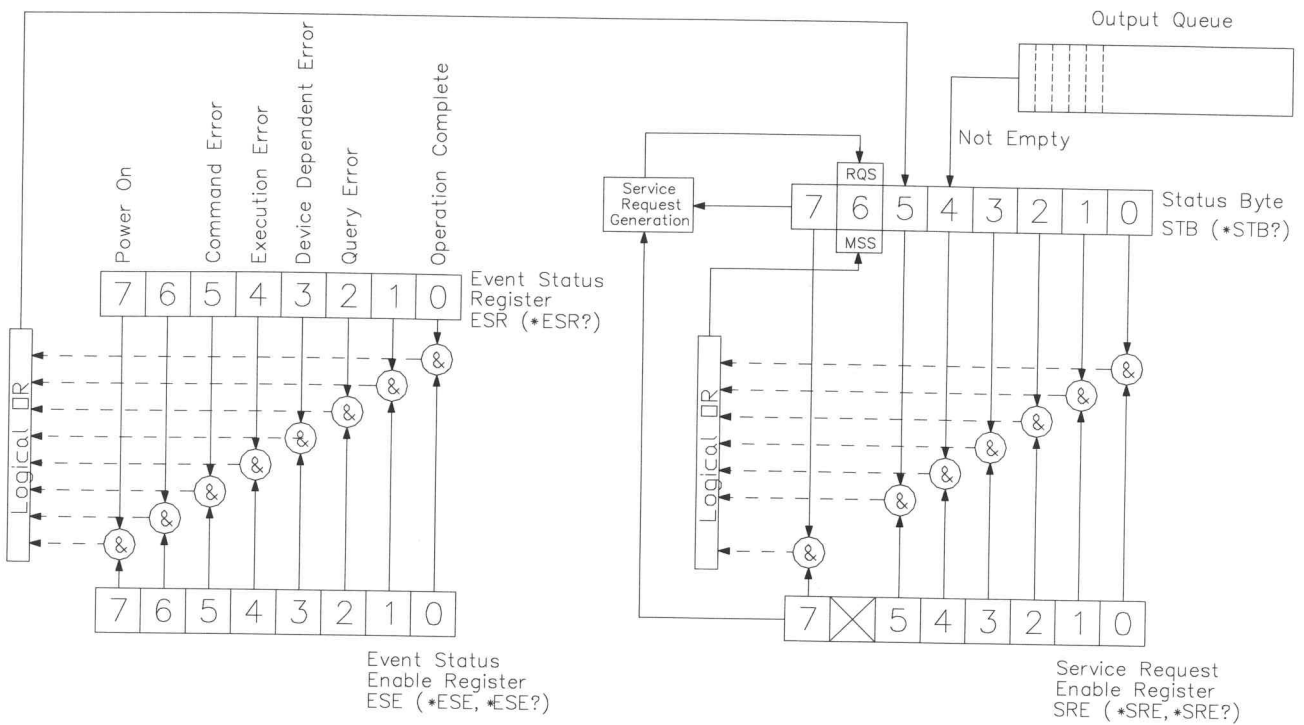 Output Queue
Power On
Command Error
Execution Error
Device Dependent Error
Query Error
Operation Complete
Not Empty
RQS
Service
Request
Generation
7 6 5 4 3 2 1 0
Status Byte
STB (*STB?)
MSS
7 6 5 4 3 2 1 0
Event Status
Register
ESR (*ESR?)
Logical OR
& & & & & & & &
Logical OR
& & & & & & &
7 6 5 4 3 2 1 0
Event Status
Enable Register
ESE (*ESE, *ESE?)
7 5 4 3 2 1 0
Service Request
Enable Register
SRE (*SRE, *SRE?)